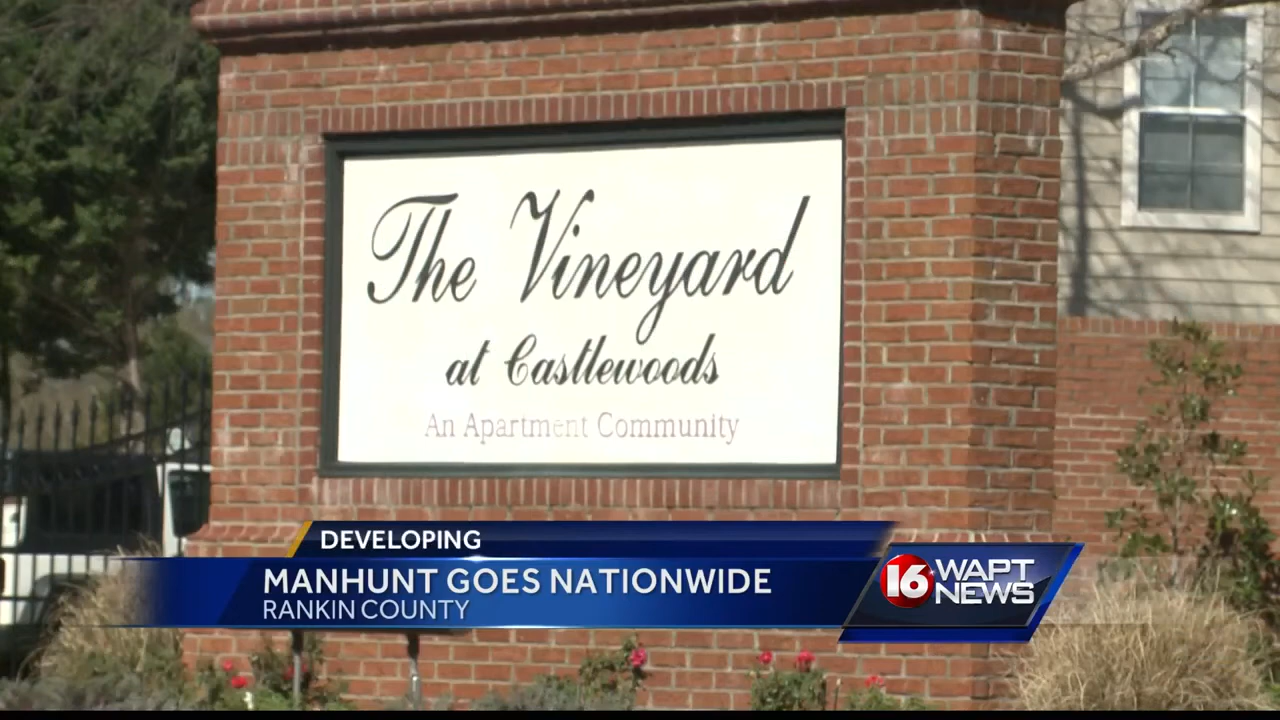 The Vineyard
at Castlewoods
An Apartment Community
DEVELOPING
MANHUNT GOES NATIONWIDE
RANKIN COUNTY
16 WAPT
NEWS